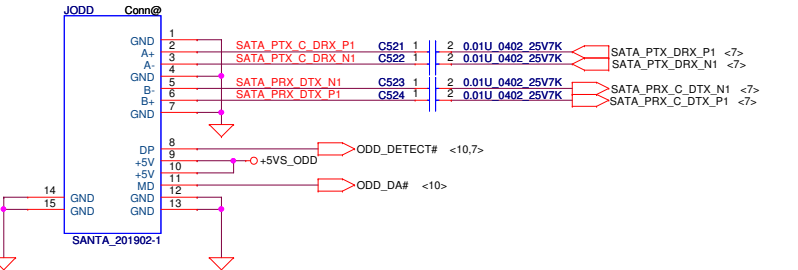 JODD Conn@
GND 1
A+ 2 SATA_PTX_C_DRX_P1 C521 1 2 0.01U_0402_25V7K SATA_PTX_DRX_P1 <7>
A- 3 SATA_PTX_C_DRX_N1 C522 1 2 0.01U_0402_25V7K SATA_PTX_DRX_N1 <7>
GND 4
B- 5 SATA_PRX_DTX_N1 C523 1 2 0.01U_0402_25V7K SATA_PRX_C_DTX_N1 <7>
B+ 6 SATA_PRX_DTX_P1 C524 1 2 0.01U_0402_25V7K SATA_PRX_C_DTX_P1 <7>
GND 7
DP 8 ODD_DETECT# <10,7>
+5V 9 +5VS_ODD
+5V 10
MD 11 ODD_DA# <10>
14 GND GND 12
15 GND GND 13
SANTA_201902-1